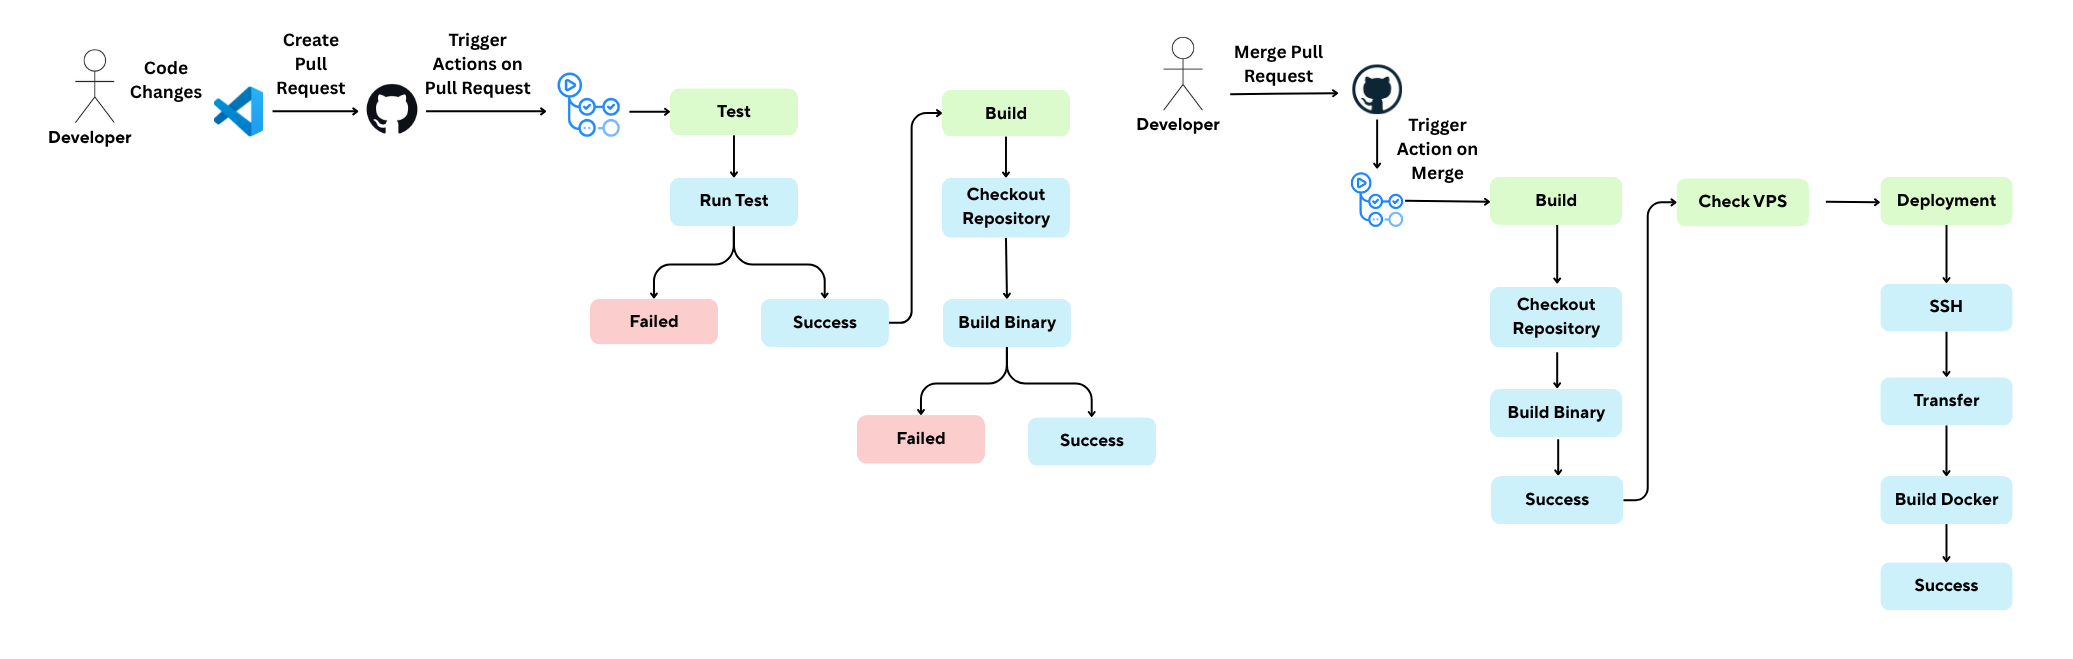 Code
Changes
Developer
Create
Pull
Request
Trigger
Actions on
Pull Request
Test
Run Test
Failed
Success
Build
Checkout
Repository
Build Binary
Failed
Success
Developer
Merge Pull
Request
Trigger
Action on
Merge
Build
Checkout
Repository
Build Binary
Success
Check VPS
Deployment
SSH
Transfer
Build Docker
Success